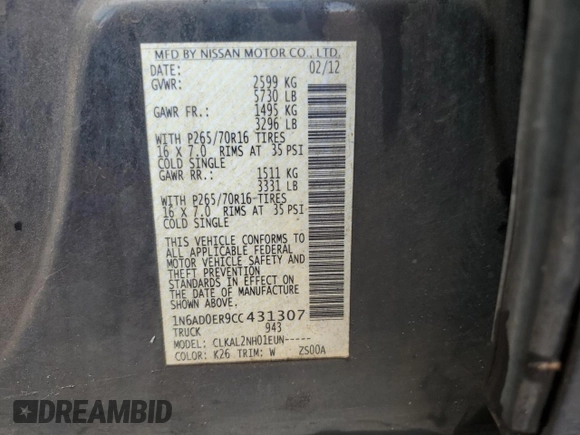 MFD BY NISSAN MOTOR CO., LTD.
DATE: 02/12
GVWR: 2599 KG
5730 LB
GAWR FR.: 1495 KG
3296 LB
WITH P265/70R16 TIRES
16 X 7.0 RIMS AT 35 PSI
COLD SINGLE
GAWR RR.: 1511 KG
3331 LB
WITH P265/70R16 TIRES
16 X 7.0 RIMS AT 35 PSI
COLD SINGLE
THIS VEHICLE CONFORMS TO
ALL APPLICABLE FEDERAL
MOTOR VEHICLE SAFETY AND
THEFT PREVENTION
STANDARDS IN EFFECT ON THE
DATE OF MANUFACTURE
SHOWN ABOVE.
1N6AD0ER9CC431307
TRUCK 943
MODEL: CLKAL2NH01EUN-----
COLOR: K26 TRIM: W ZS00A
DREAMBID